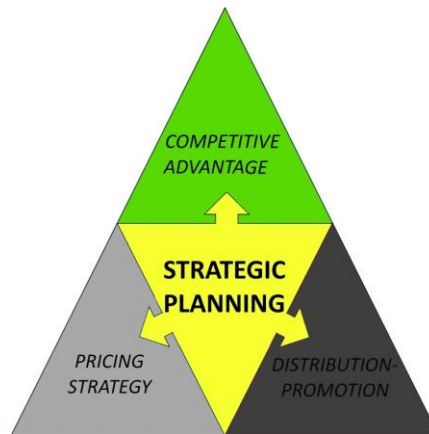 COMPETITIVE
ADVANTAGE
STRATEGIC
PLANNING
PRICING
STRATEGY
DISTRIBUTION-
PROMOTION